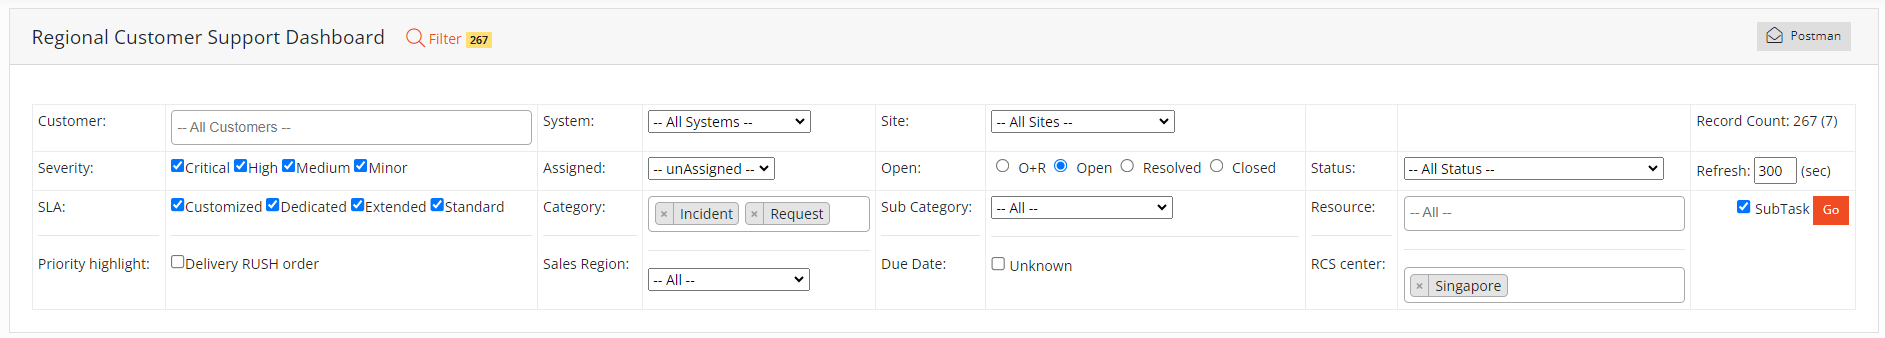 Regional Customer Support Dashboard Filter 267 Postman
Customer: -- All Customers -- System: -- All Systems -- Site: -- All Sites -- Record Count: 267 (7)
Severity: Critical High Medium Minor Assigned: -- unAssigned -- Open: O+R Open Resolved Closed Status: -- All Status -- Refresh: 300 (sec)
SLA: Customized Dedicated Extended Standard Category: × Incident × Request Sub Category: -- All -- Resource: -- All -- SubTask Go
Priority highlight: Delivery RUSH order Sales Region: -- All -- Due Date: Unknown RCS center: × Singapore